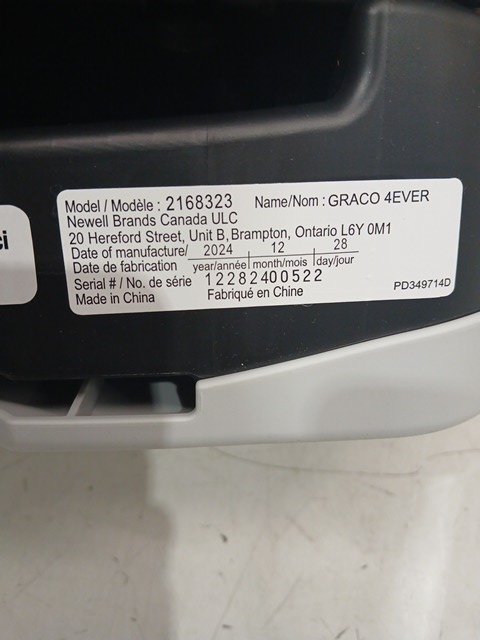 Model / Modèle : 2168323 Name/Nom : GRACO 4EVER
Newell Brands Canada ULC
20 Hereford Street, Unit B, Brampton, Ontario L6Y 0M1
Date of manufacture/ 2024 12 28
Date de fabrication year/année month/mois day/jour
Serial # / No. de série 12282400522
Made in China Fabriqué en Chine PD349714D
ci